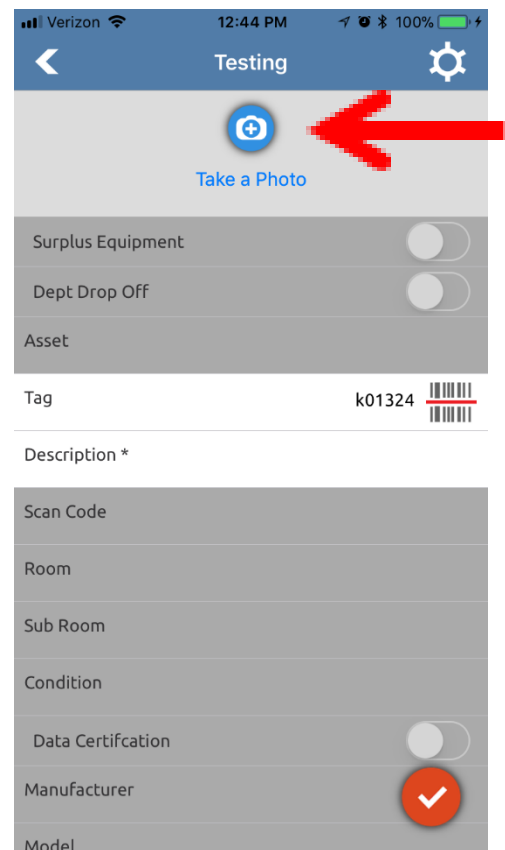 Verizon 12:44 PM 100%
Testing
Take a Photo
Surplus Equipment
Dept Drop Off
Asset
Tag k01324
Description *
Scan Code
Room
Sub Room
Condition
Data Certifcation
Manufacturer
Model